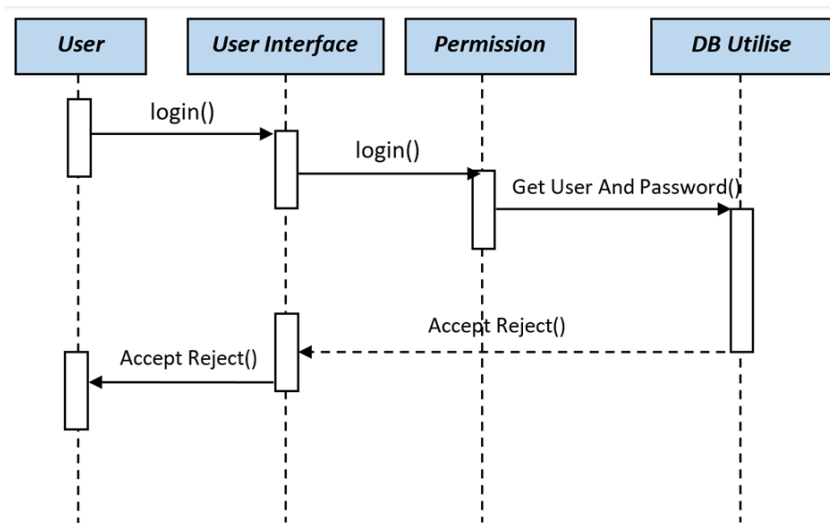 User
User Interface
Permission
DB Utilise
login()
login()
Get User And Password()
Accept Reject()
Accept Reject()